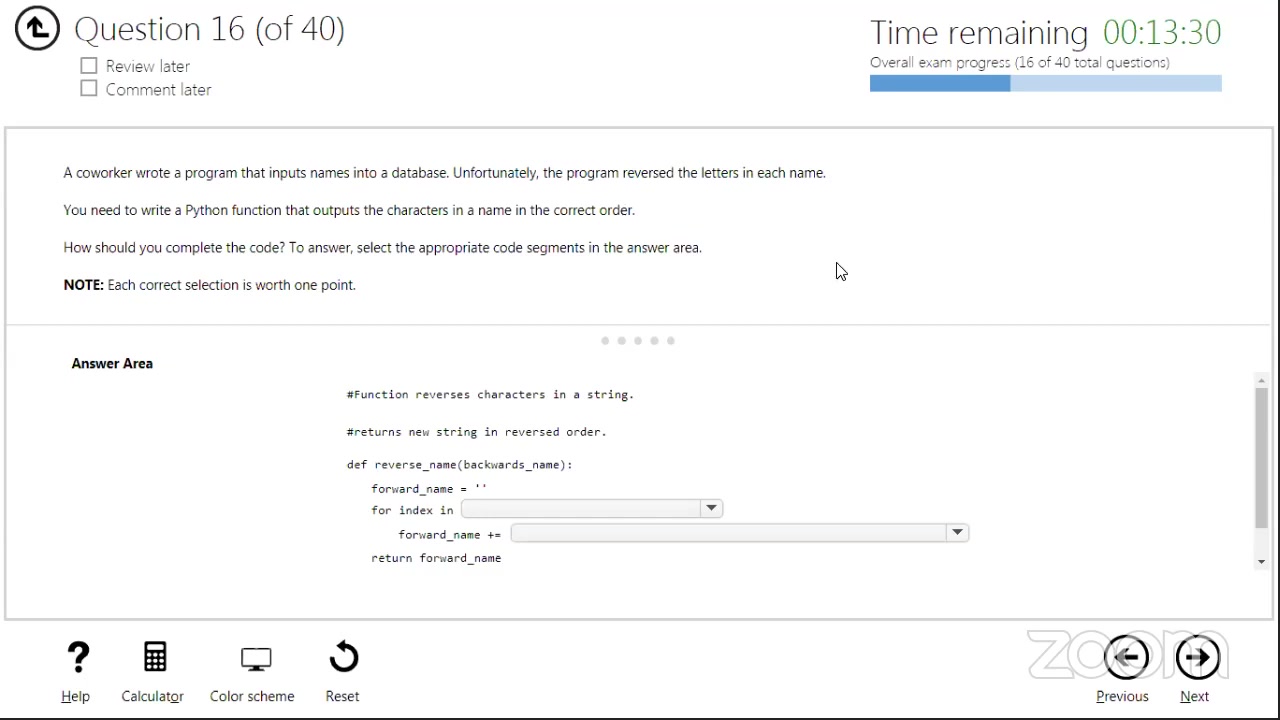 Question 16 (of 40)
Review later
Comment later
Time remaining 00:13:30
Overall exam progress (16 of 40 total questions)
A coworker wrote a program that inputs names into a database. Unfortunately, the program reversed the letters in each name.
You need to write a Python function that outputs the characters in a name in the correct order.
How should you complete the code? To answer, select the appropriate code segments in the answer area.
NOTE: Each correct selection is worth one point.
Answer Area
#Function reverses characters in a string.
#returns new string in reversed order.
def reverse_name(backwards_name):
forward_name = ''
for index in
forward_name +=
return forward_name
? Help
Calculator
Color scheme
Reset
zoom
Previous
Next